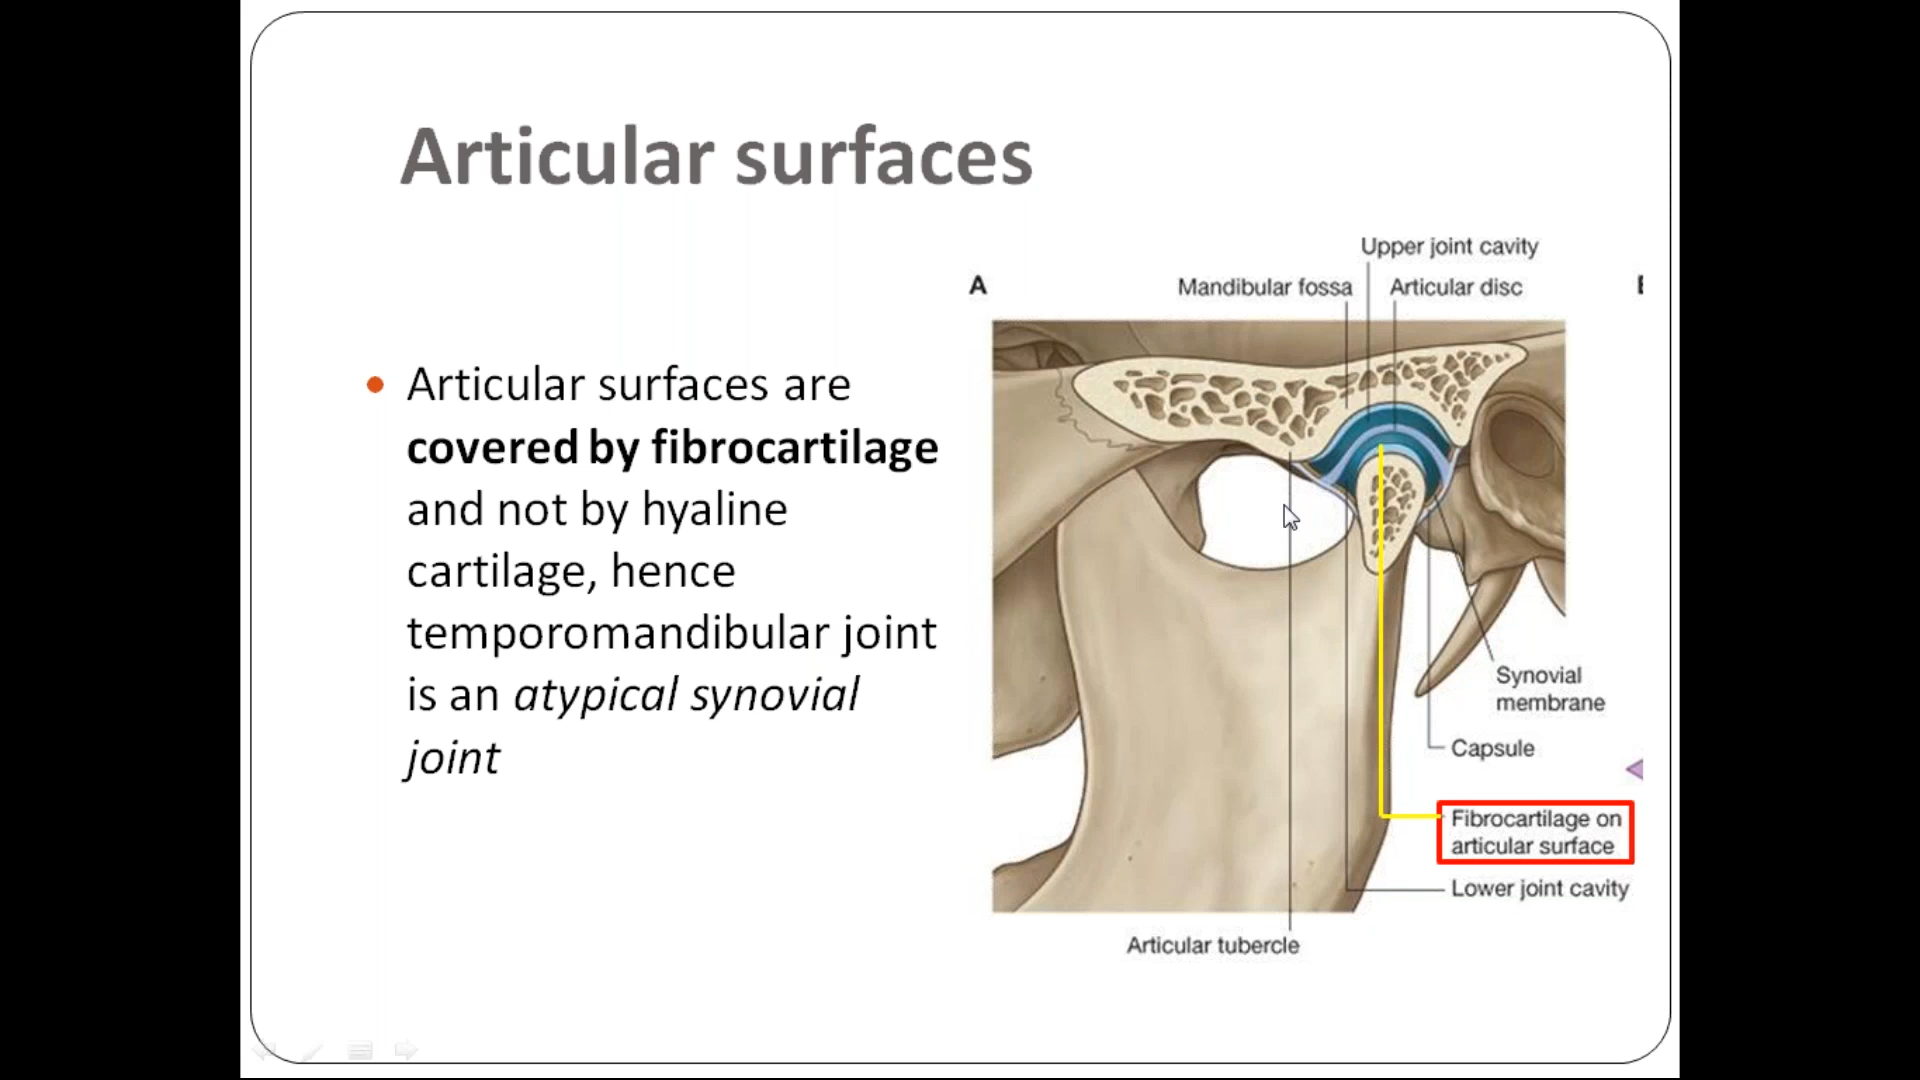 Articular surfaces
Articular surfaces are
covered by fibrocartilage
and not by hyaline
cartilage, hence
temporomandibular joint
is an atypical synovial
joint
Upper joint cavity
A
Mandibular fossa
Articular disc
Synovial
membrane
Capsule
Fibrocartilage on
articular surface
Lower joint cavity
Articular tubercle